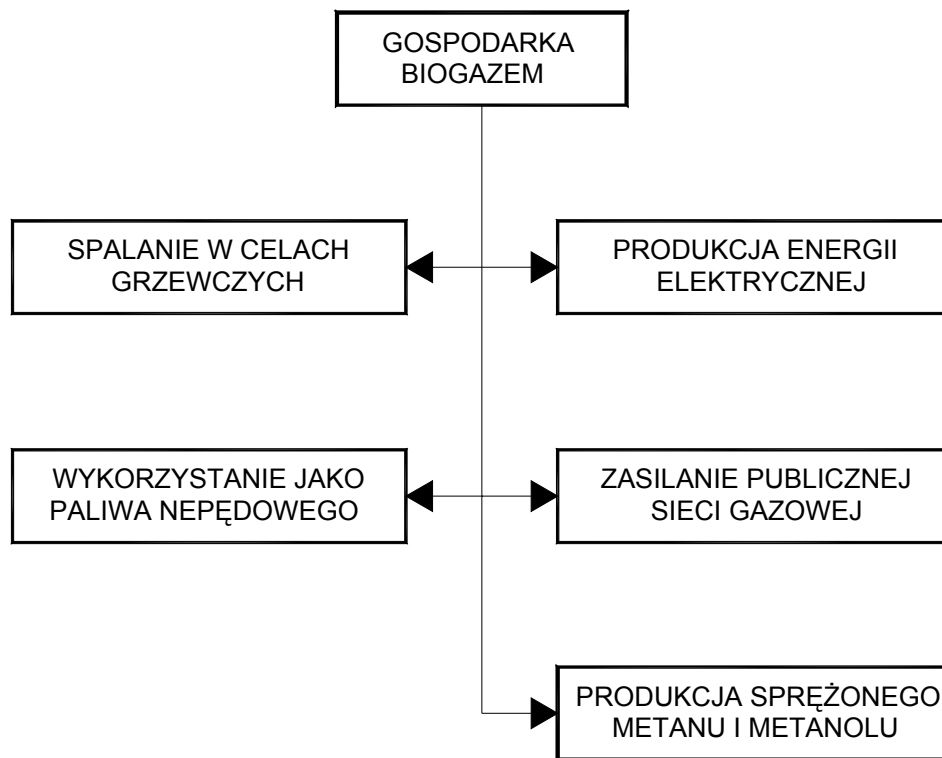 GOSPODARKA
BIOGAZEM
SPALANIE W CELACH
GRZEWCZYCH
PRODUKCJA ENERGII
ELEKTRYCZNEJ
WYKORZYSTANIE JAKO
PALIWA NEPĘDOWEGO
ZASILANIE PUBLICZNEJ
SIECI GAZOWEJ
PRODUKCJA SPRĘŻONEGO
METANU I METANOLU